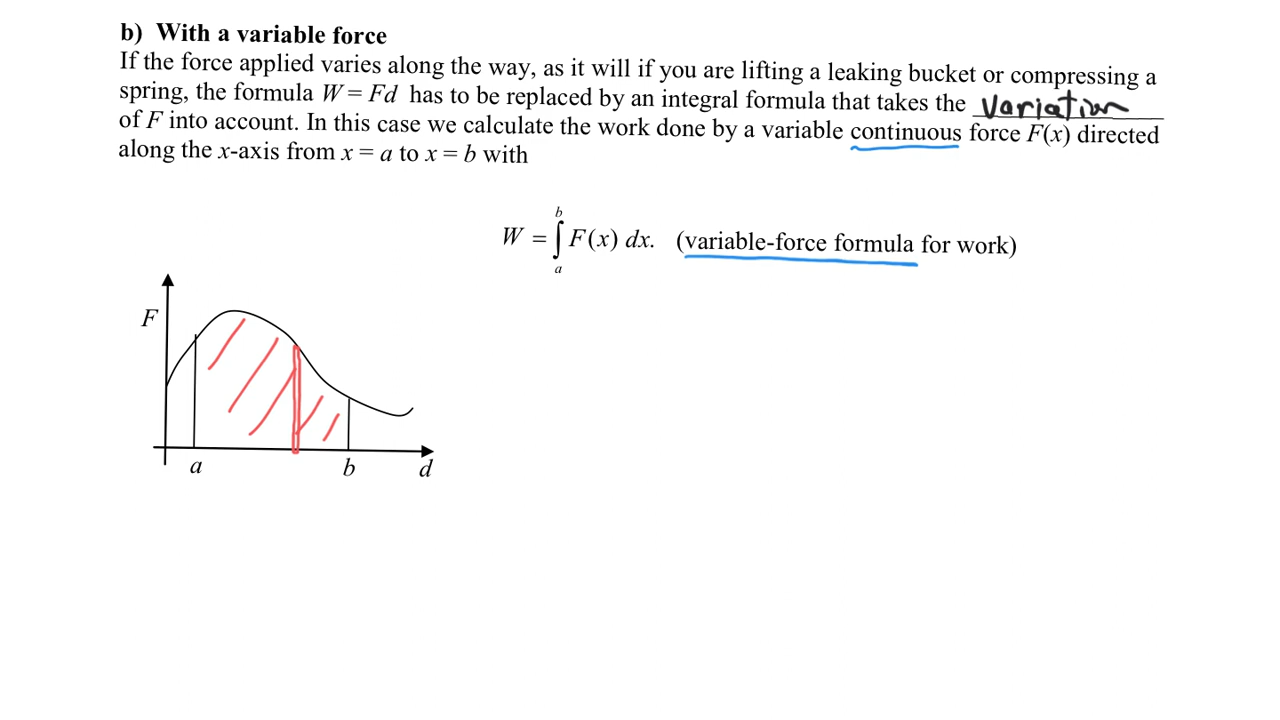 b) With a variable force
If the force applied varies along the way, as it will if you are lifting a leaking bucket or compressing a
spring, the formula W = Fd has to be replaced by an integral formula that takes the variation
of F into account. In this case we calculate the work done by a variable continuous force F(x) directed
along the x-axis from x = a to x = b with
b
W = ∫ F(x) dx. (variable-force formula for work)
a
F
a b d